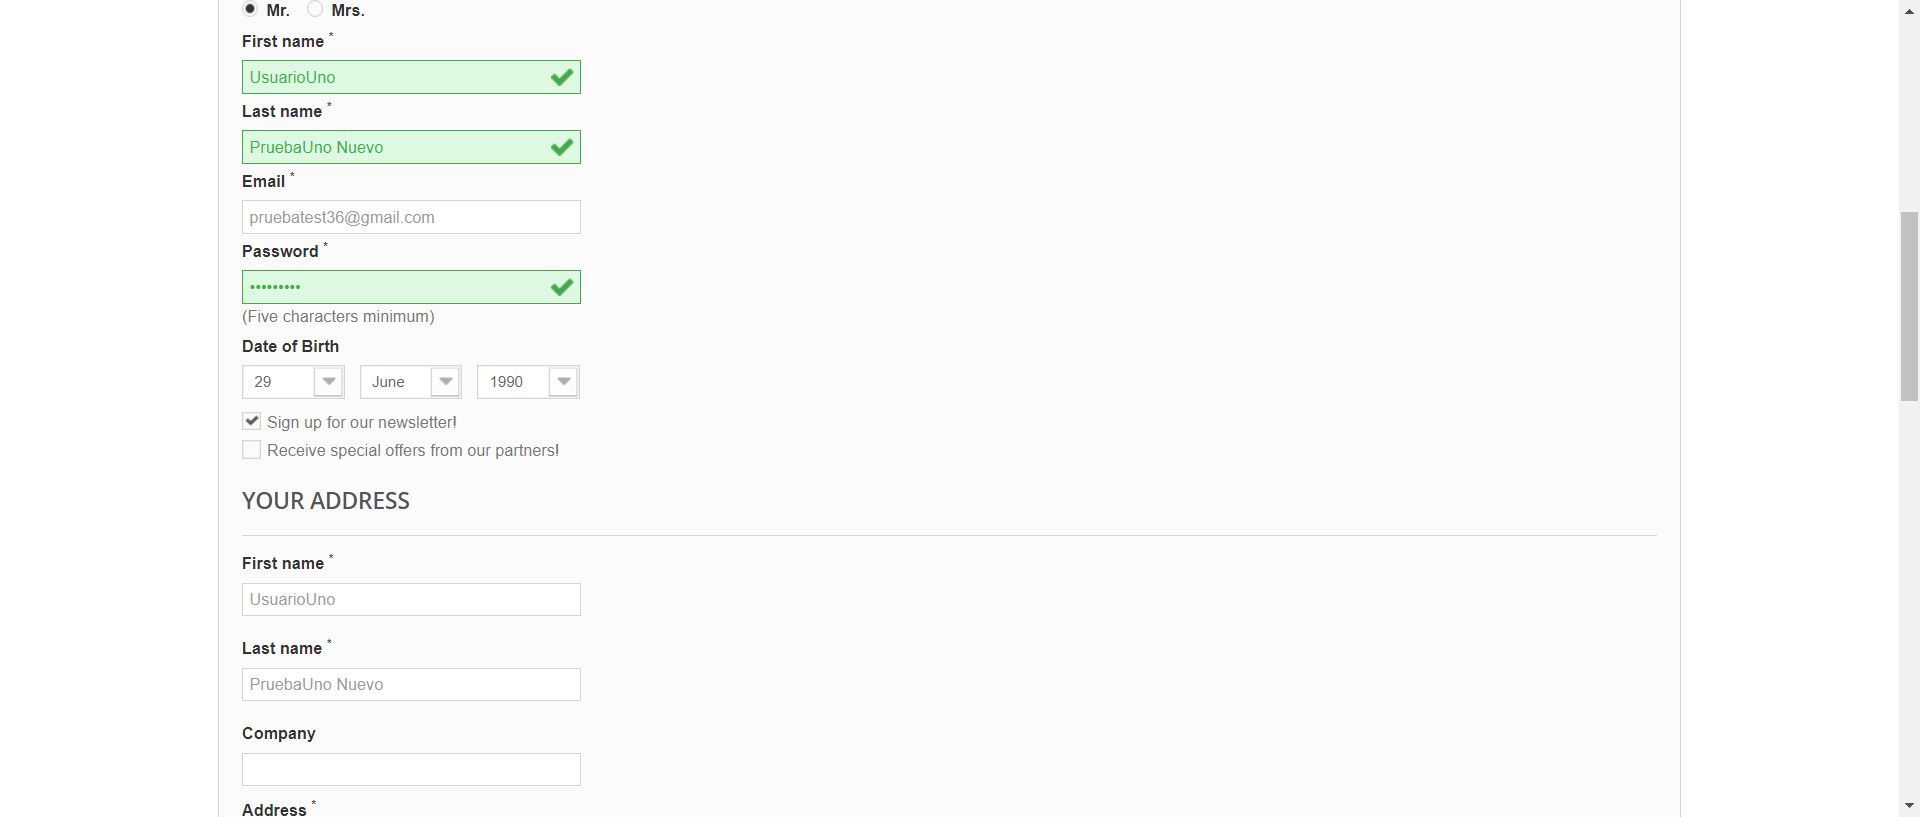 Mr. Mrs.
First name *
UsuarioUno
Last name *
PruebaUno Nuevo
Email *
pruebatest36@gmail.com
Password *
•••••••••
(Five characters minimum)
Date of Birth
29 June 1990
Sign up for our newsletter!
Receive special offers from our partners!
YOUR ADDRESS
First name *
UsuarioUno
Last name *
PruebaUno Nuevo
Company
Address *